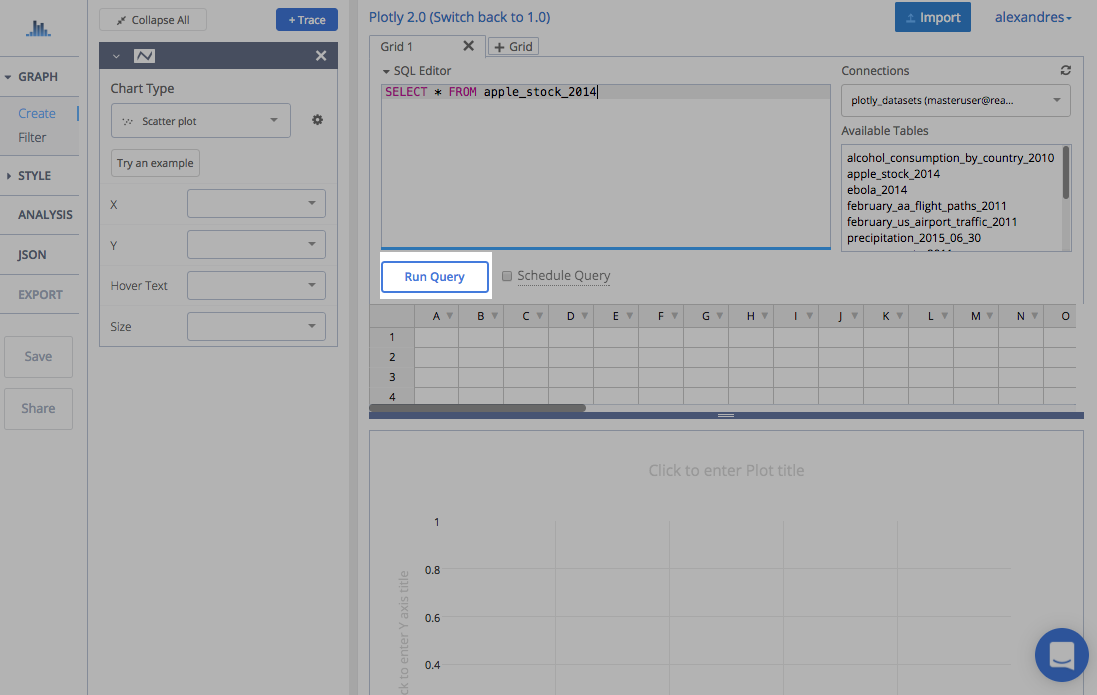 Collapse All
+ Trace
GRAPH
Create
Filter
STYLE
ANALYSIS
JSON
EXPORT
Save
Share
Chart Type
Scatter plot
Try an example
X
Y
Hover Text
Size
Plotly 2.0 (Switch back to 1.0)
Import
alexandres
Grid 1
+ Grid
SQL Editor
SELECT * FROM apple_stock_2014
Connections
plotly_datasets (masteruser@rea...
Available Tables
alcohol_consumption_by_country_2010
apple_stock_2014
ebola_2014
february_aa_flight_paths_2011
february_us_airport_traffic_2011
precipitation_2015_06_30
Run Query
Schedule Query
A B C D E F G H I J K L M N O
1
2
3
4
Click to enter Plot title
1
0.8
0.6
0.4
ck to enter Y axis title